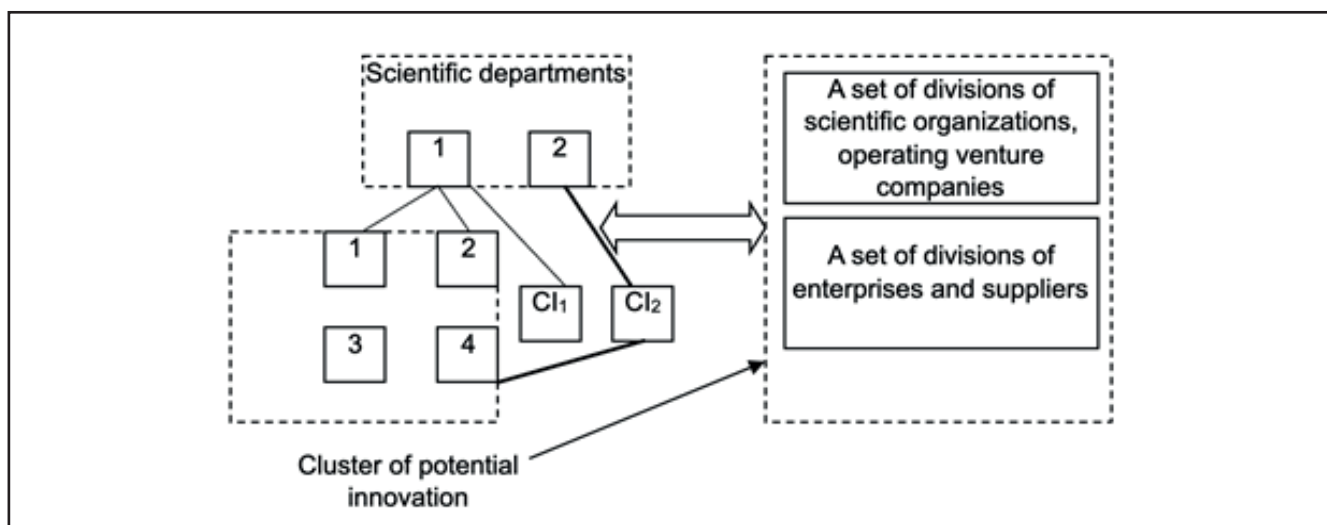 Scientific departments
1
2
1
2
3
4
CI₁
CI₂
A set of divisions of
scientific organizations,
operating venture
companies
A set of divisions of
enterprises and suppliers
Cluster of potential
innovation